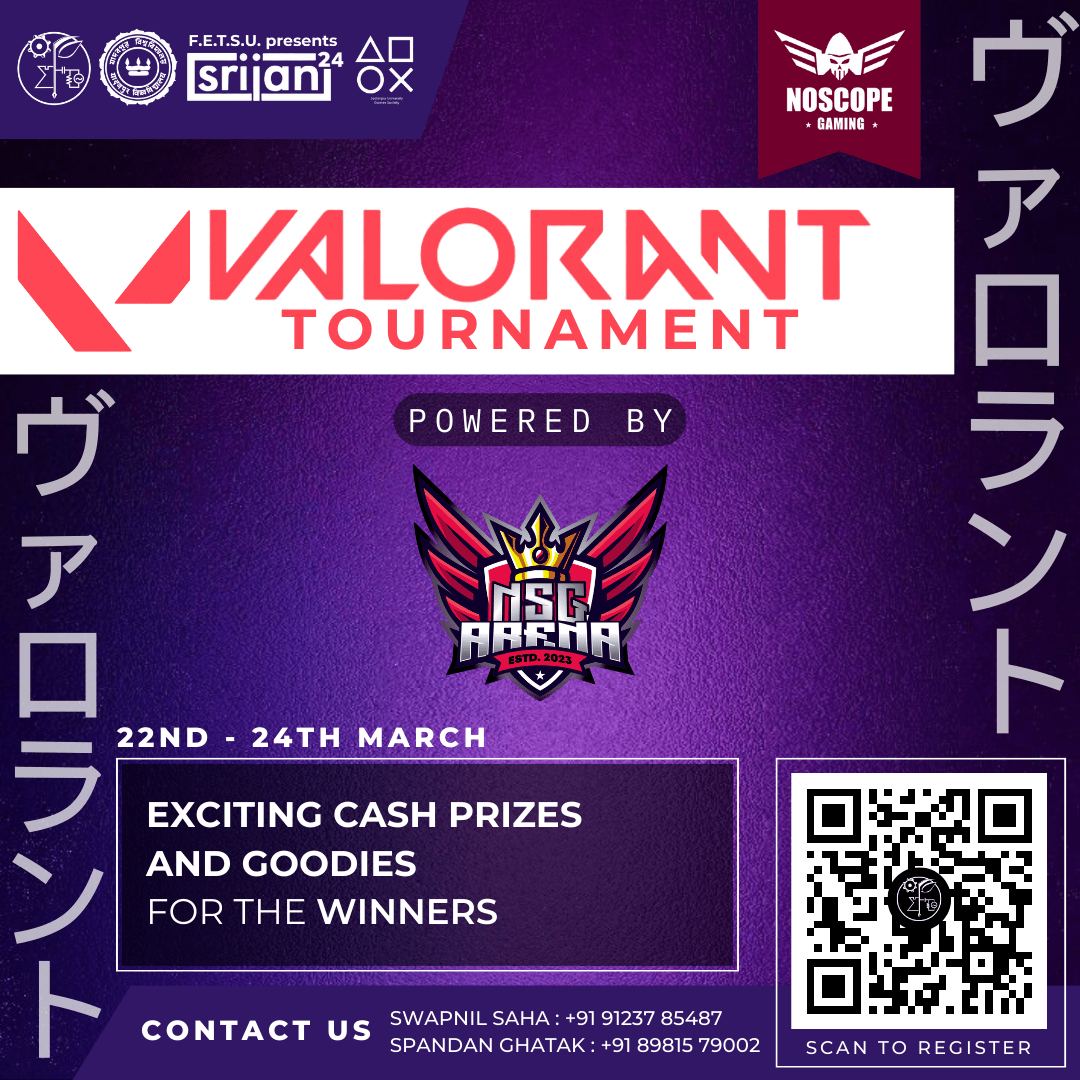 F.E.T.S.U. presents
srijan 24
NOSCOPE
GAMING
VALORANT
TOURNAMENT
ヴァロラント
ヴァロラント
POWERED BY
NSG
ARENA
ESTD. 2023
22ND - 24TH MARCH
EXCITING CASH PRIZES
AND GOODIES
FOR THE WINNERS
CONTACT US
SWAPNIL SAHA : +91 91237 85487
SPANDAN GHATAK : +91 89815 79002
SCAN TO REGISTER